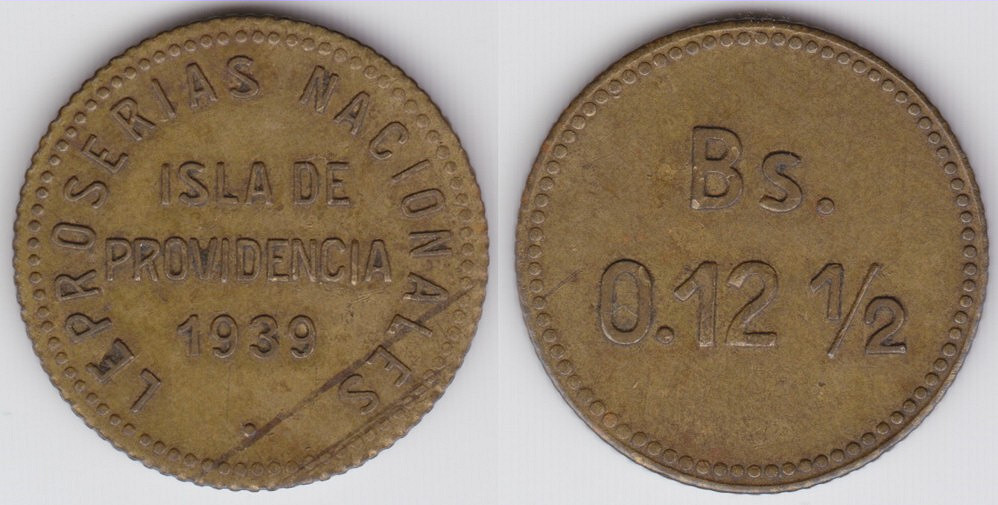 LEPROSERIAS NACIONALES
ISLA DE
PROVIDENCIA
1939
Bs.
0.12 ½